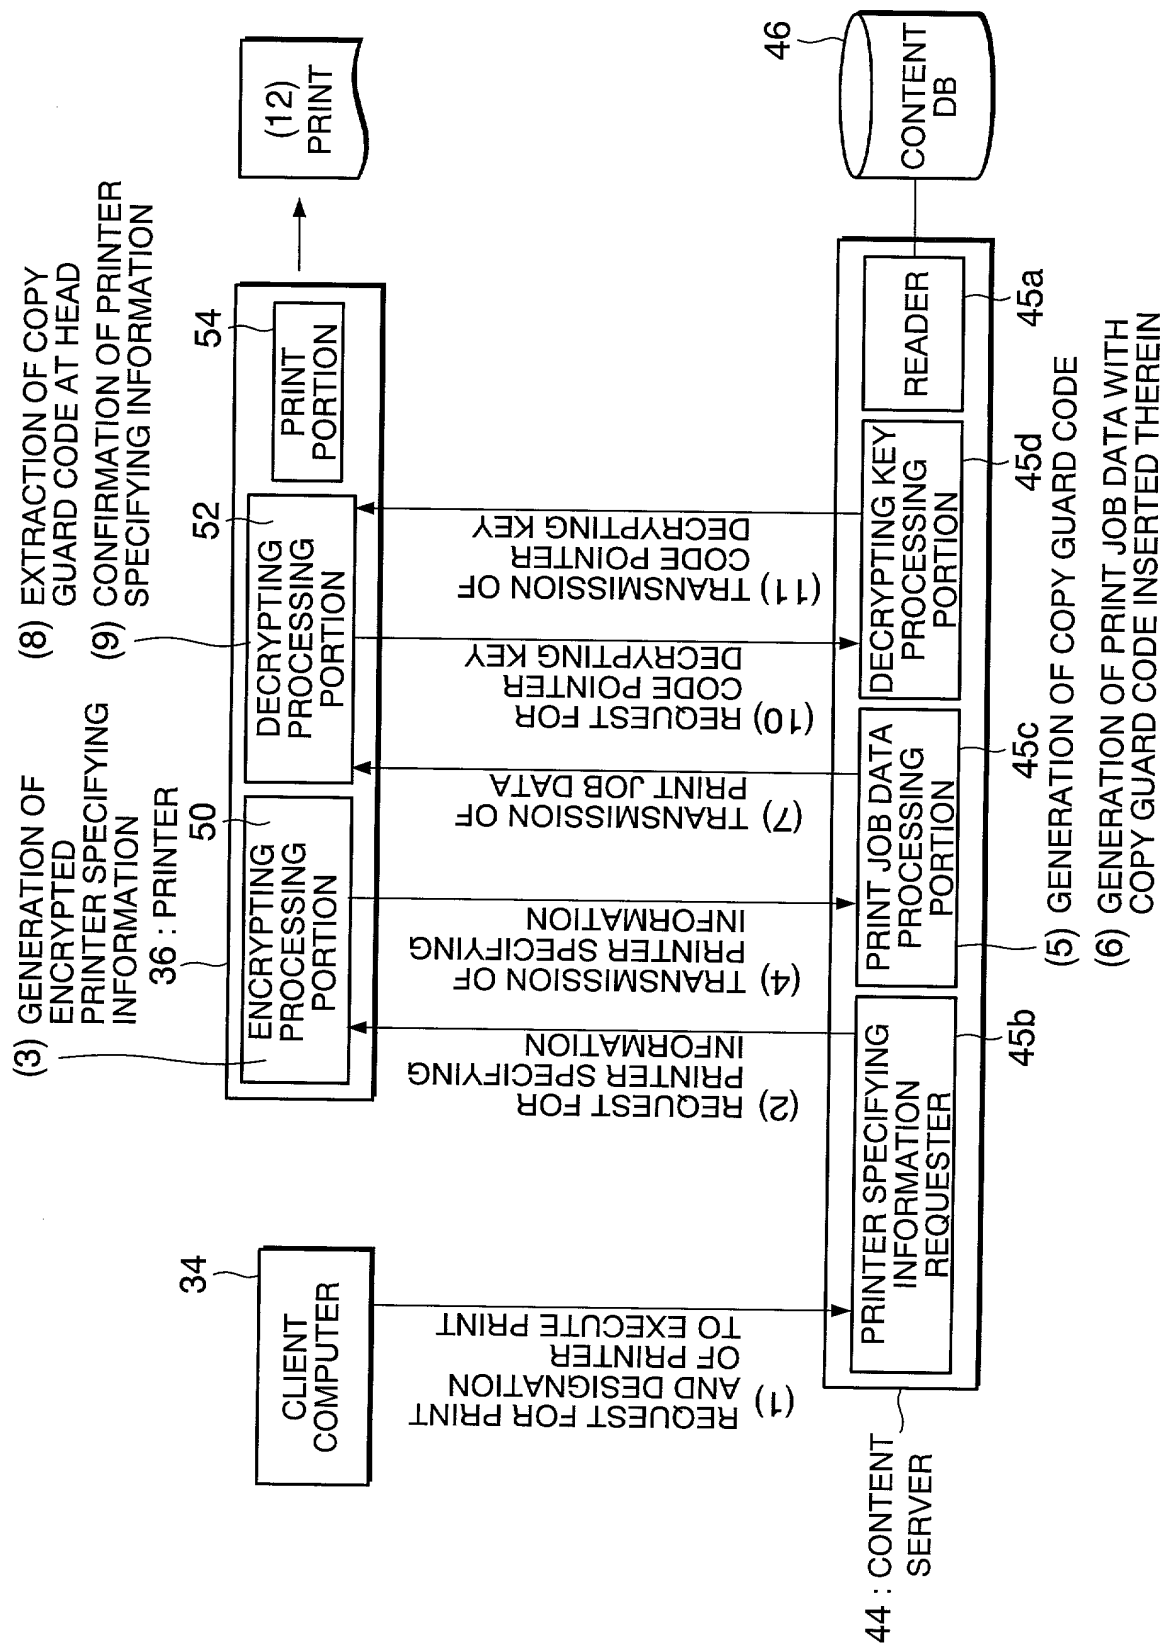 (3) GENERATION OF
ENCRYPTED
PRINTER SPECIFYING
INFORMATION
36 : PRINTER
(8) EXTRACTION OF COPY
GUARD CODE AT HEAD
(9) CONFIRMATION OF PRINTER
SPECIFYING INFORMATION
34
CLIENT
COMPUTER
50
ENCRYPTING
PROCESSING
PORTION
52
DECRYPTING
PROCESSING
PORTION
54
PRINT
PORTION
(12)
PRINT
(1) REQUEST FOR PRINT
AND DESIGNATION
OF PRINTER
TO EXECUTE PRINT
(2) REQUEST FOR
PRINTER SPECIFYING
INFORMATION
(4) TRANSMISSION OF
PRINTER SPECIFYING
INFORMATION
(7) TRANSMISSION OF
PRINT JOB DATA
(10) REQUEST FOR
CODE POINTER
DECRYPTING KEY
(11) TRANSMISSION OF
CODE POINTER
DECRYPTING KEY
44 : CONTENT
SERVER
PRINTER SPECIFYING
INFORMATION
REQUESTER
45b
PRINT JOB DATA
PROCESSING
PORTION
45c
DECRYPTING KEY
PROCESSING
PORTION
45d
READER
45a
46
CONTENT
DB
(5) GENERATION OF COPY GUARD CODE
(6) GENERATION OF PRINT JOB DATA WITH
COPY GUARD CODE INSERTED THEREIN